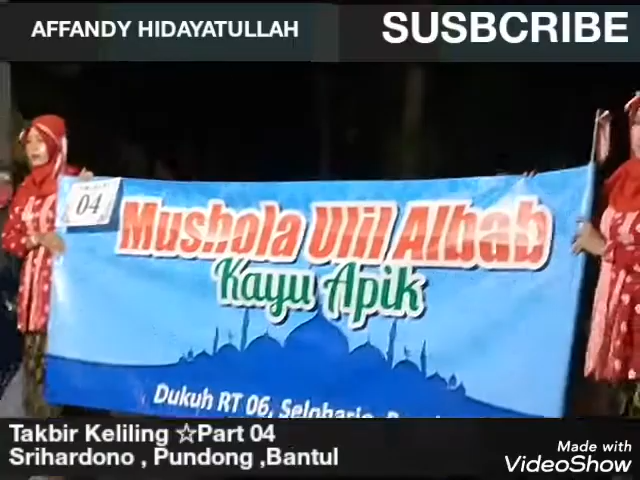 AFFANDY HIDAYATULLAH
SUSBCRIBE
04
Mushola Ulil Albab
Kayu Apik
Dukuh RT 06, Seloharjo,
Takbir Keliling ☆Part 04
Srihardono , Pundong ,Bantul
Made with
VideoShow